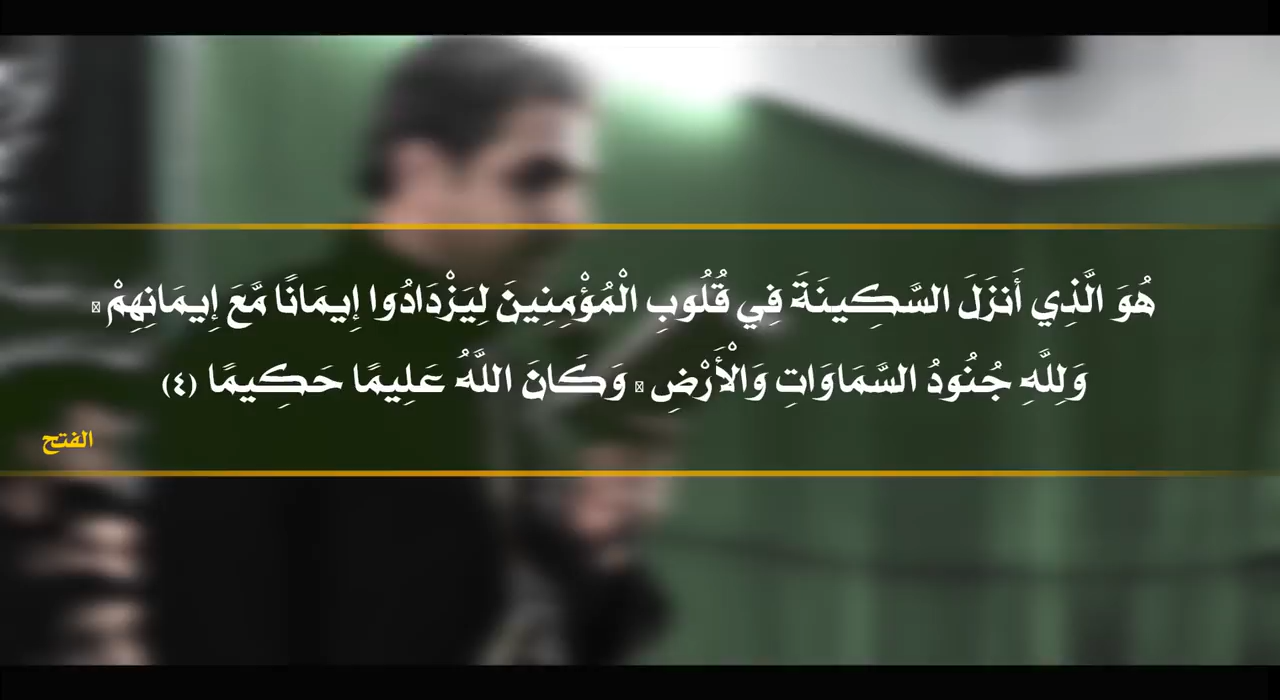 هُوَ الَّذِي أَنزَلَ السَّكِينَةَ فِي قُلُوبِ الْمُؤْمِنِينَ لِيَزْدَادُوا إِيمَانًا مَّعَ إِيمَانِهِمْ
وَلِلَّهِ جُنُودُ السَّمَاوَاتِ وَالْأَرْضِ وَكَانَ اللَّهُ عَلِيمًا حَكِيمًا (٤)
الفتح